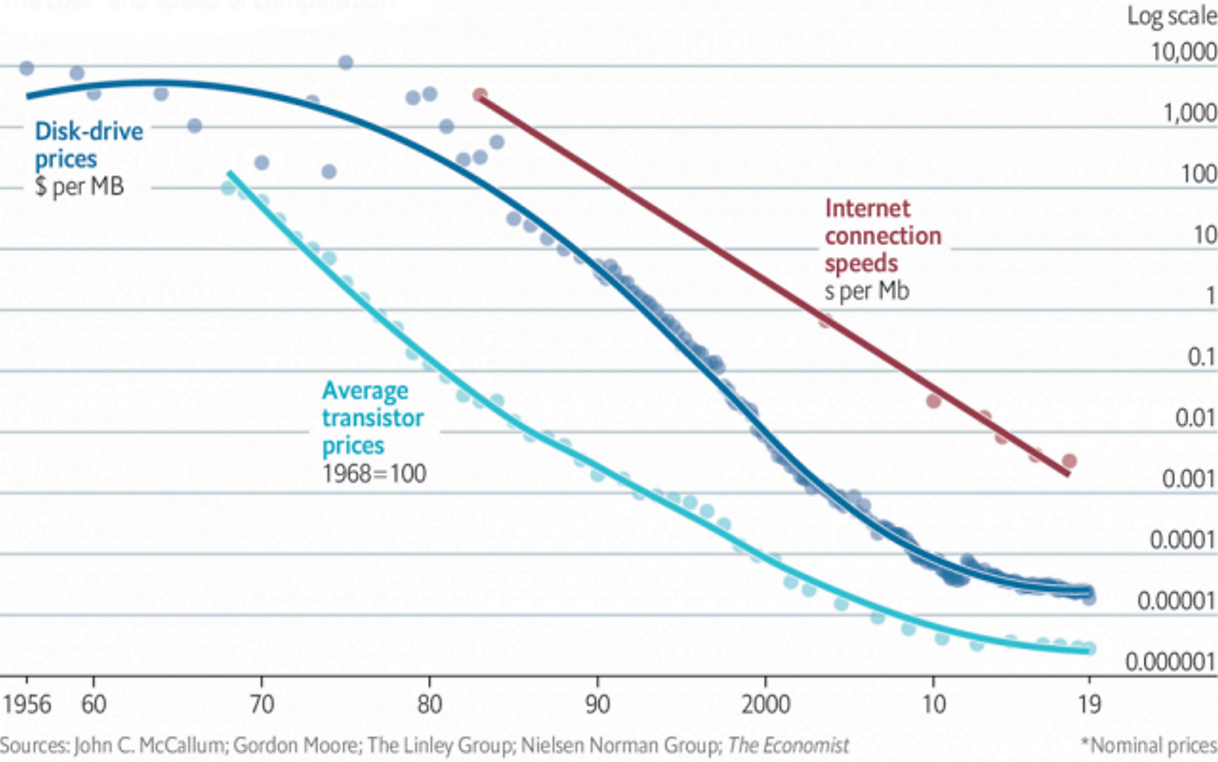 Log scale
10,000
1,000
100
10
1
0.1
0.01
0.001
0.0001
0.00001
0.000001
Disk-drive
prices
$ per MB
Internet
connection
speeds
s per Mb
Average
transistor
prices
1968=100
1956 60 70 80 90 2000 10 19
Sources: John C. McCallum; Gordon Moore; The Linley Group; Nielsen Norman Group; The Economist
*Nominal prices